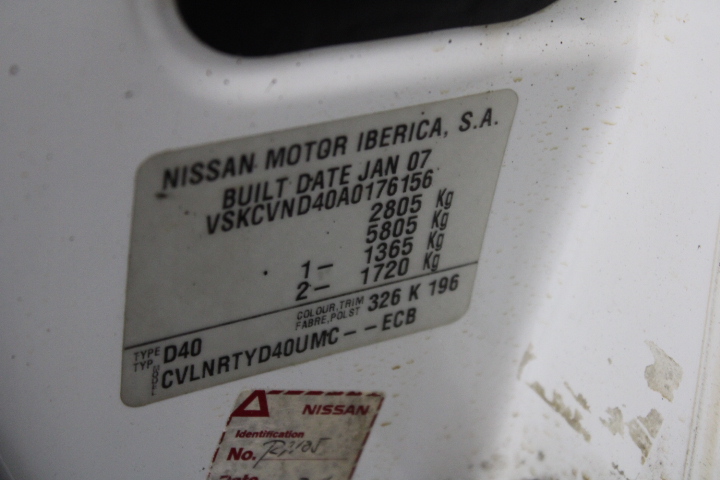 NISSAN MOTOR IBERICA, S.A.
BUILT DATE JAN 07
VSKCVND40A0176156
2805 Kg
5805 Kg
1- 1365 Kg
2- 1720 Kg
COLOUR,TRIM 326 K 196
FABRE,POLST
TYPE D40
TYP
MODEL CVLNRTYD40UMC--ECB
NISSAN
Identification
No.